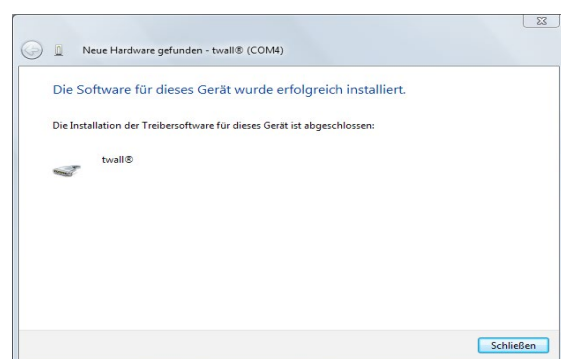 Neue Hardware gefunden - twall® (COM4)
Die Software für dieses Gerät wurde erfolgreich installiert.
Die Installation der Treibersoftware für dieses Gerät ist abgeschlossen:
twall®
Schließen